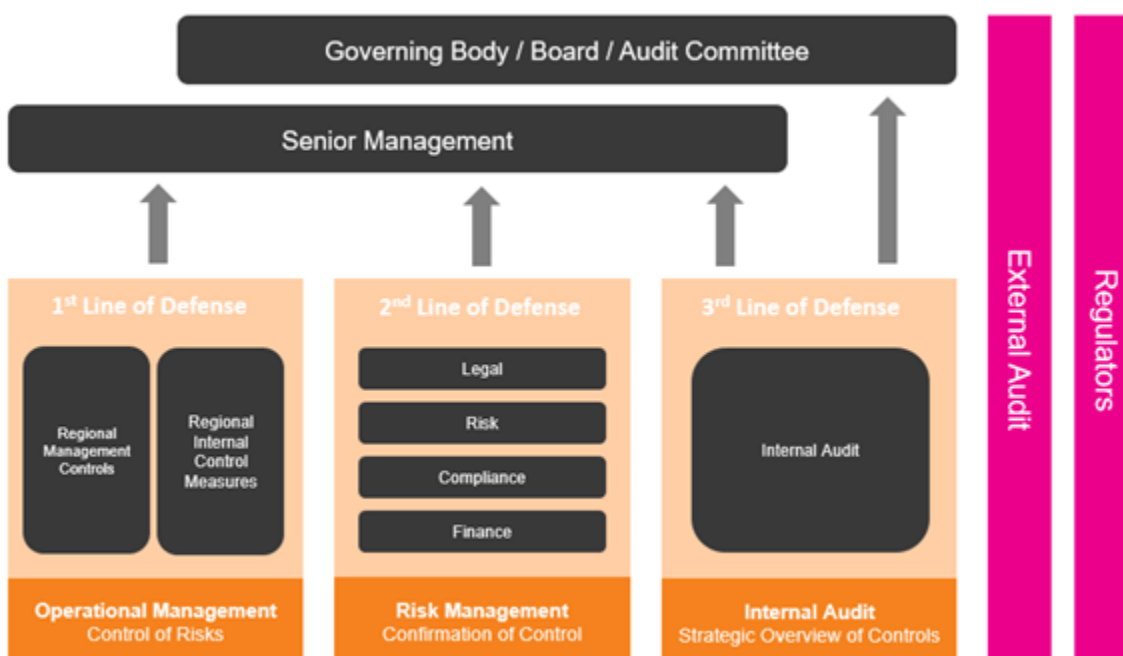 Governing Body / Board / Audit Committee
Senior Management
1st Line of Defense
Regional
Management
Controls
Regional
Internal
Control
Measures
Operational Management
Control of Risks
2nd Line of Defense
Legal
Risk
Compliance
Finance
Risk Management
Confirmation of Control
3rd Line of Defense
Internal Audit
Internal Audit
Strategic Overview of Controls
External Audit
Regulators